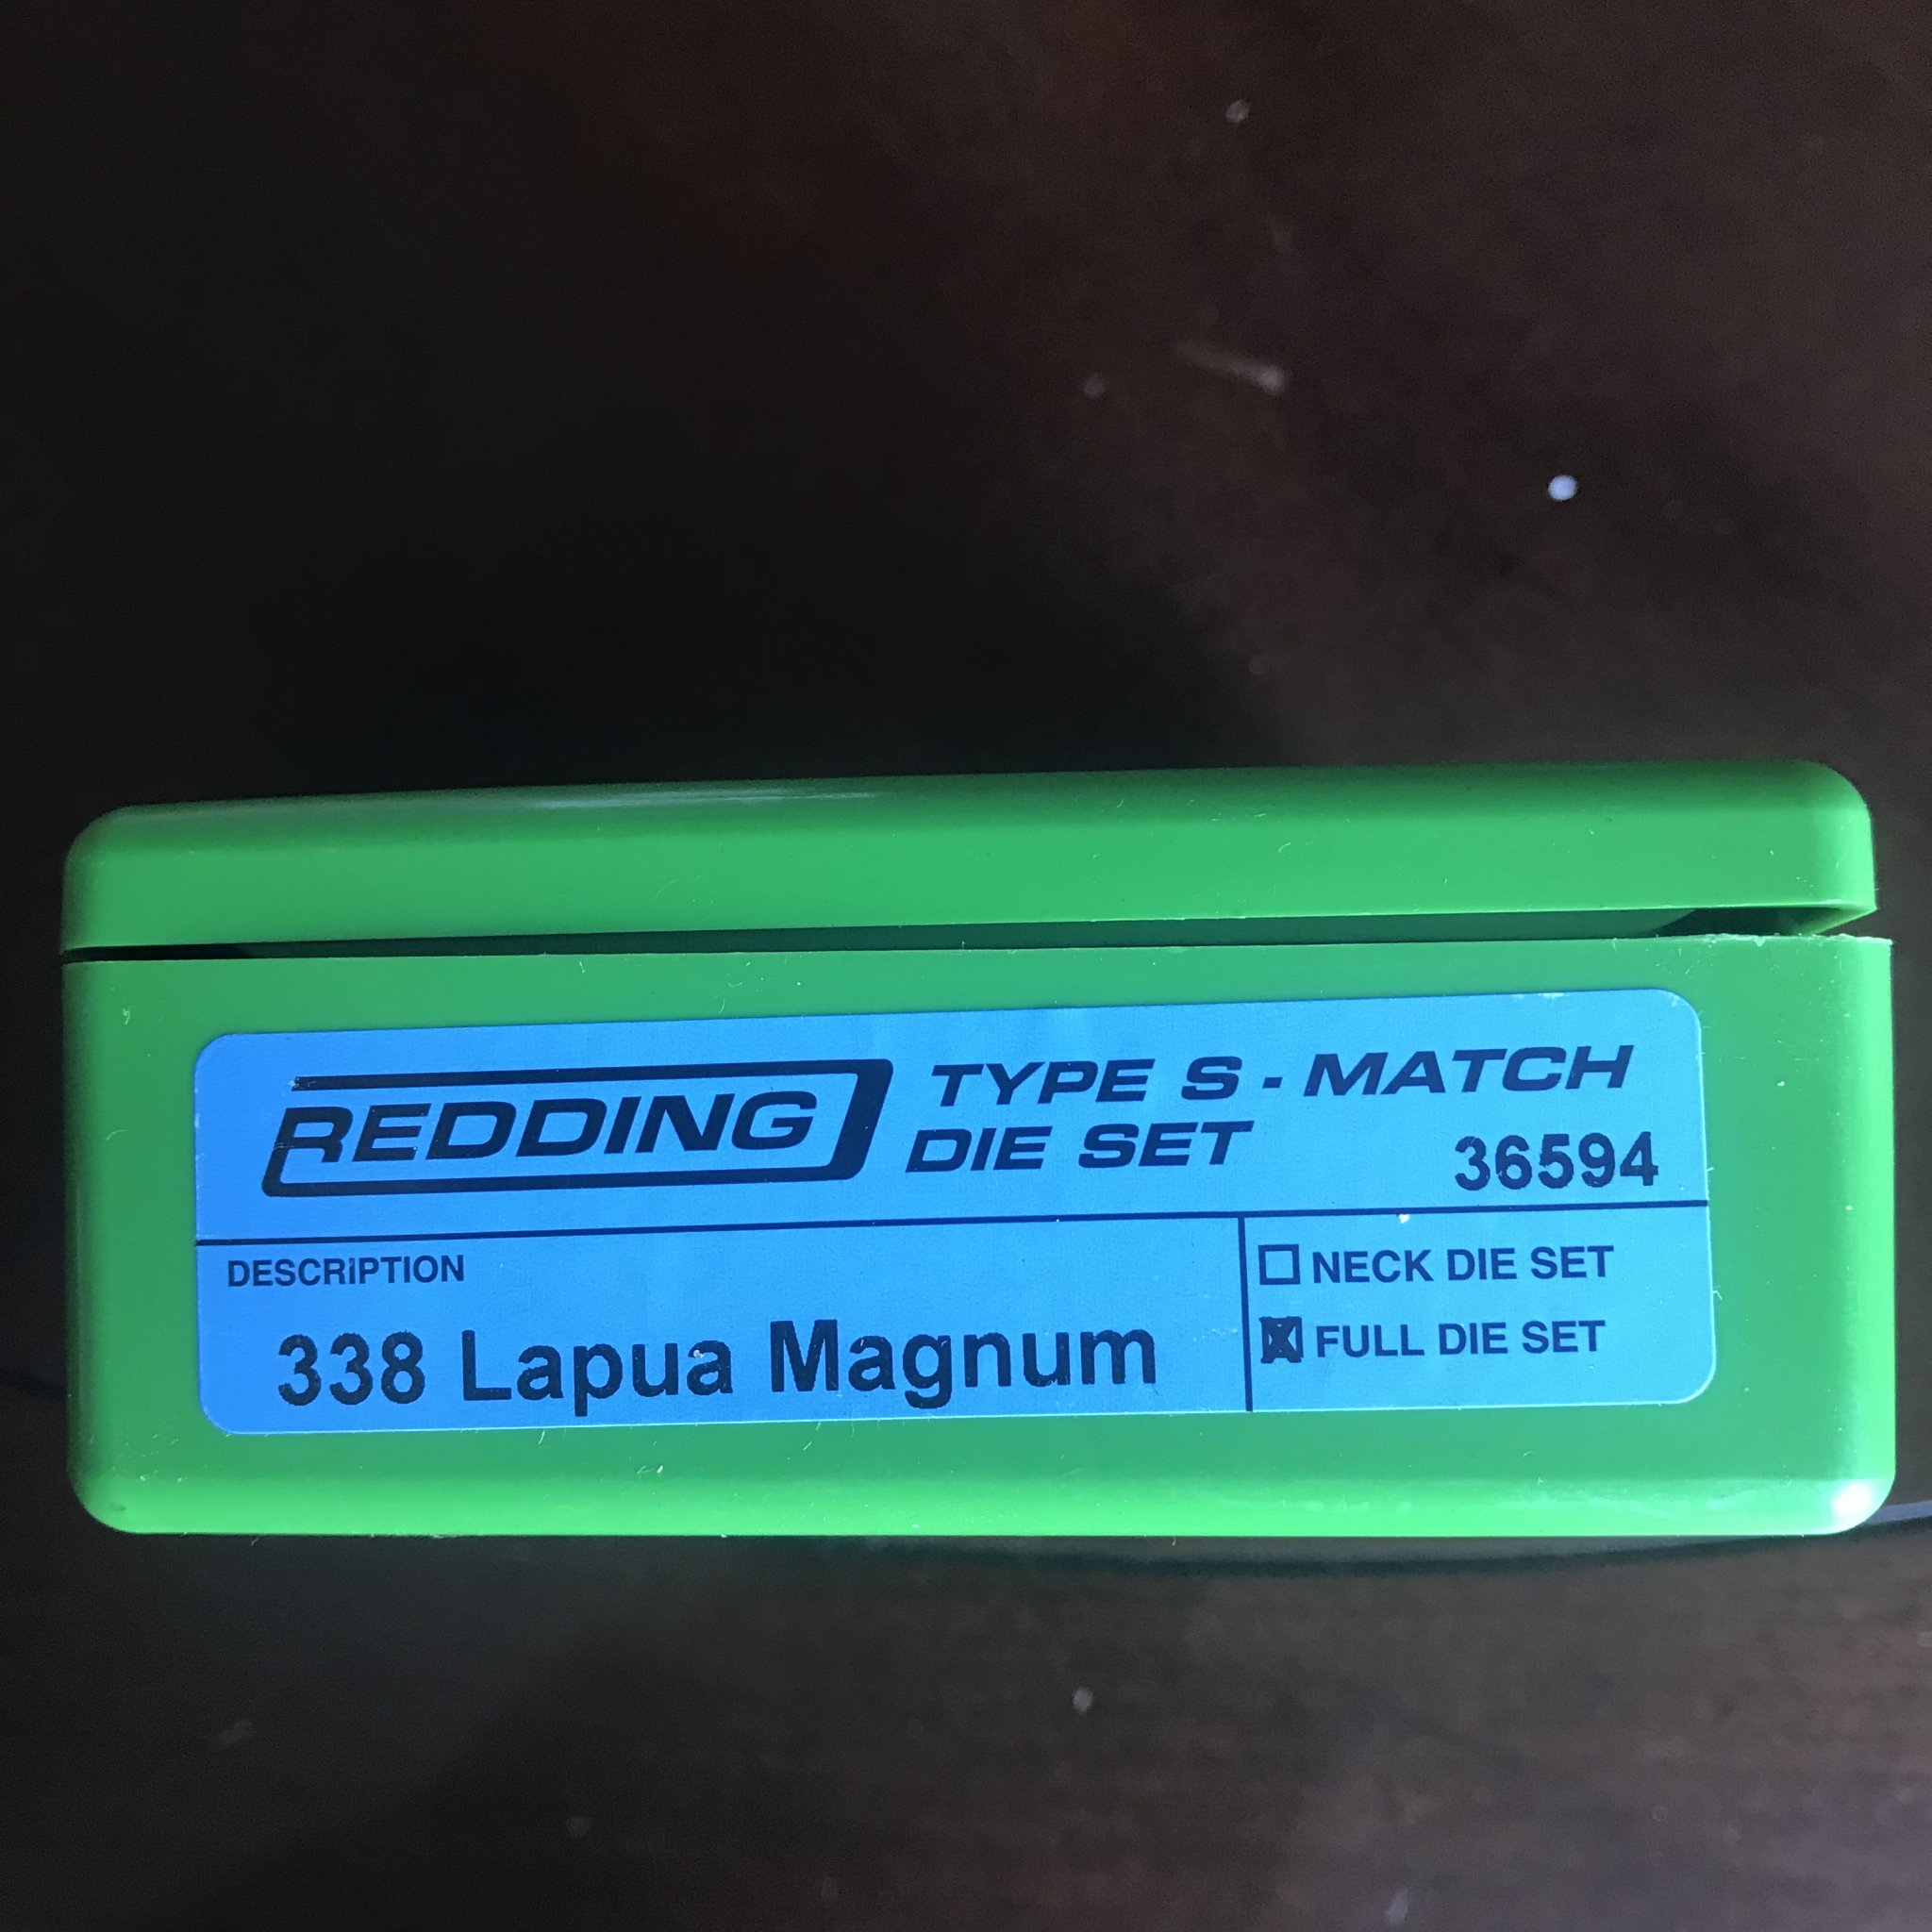 REDDING
TYPE S - MATCH
DIE SET
36594
DESCRIPTION
338 Lapua Magnum
NECK DIE SET
FULL DIE SET